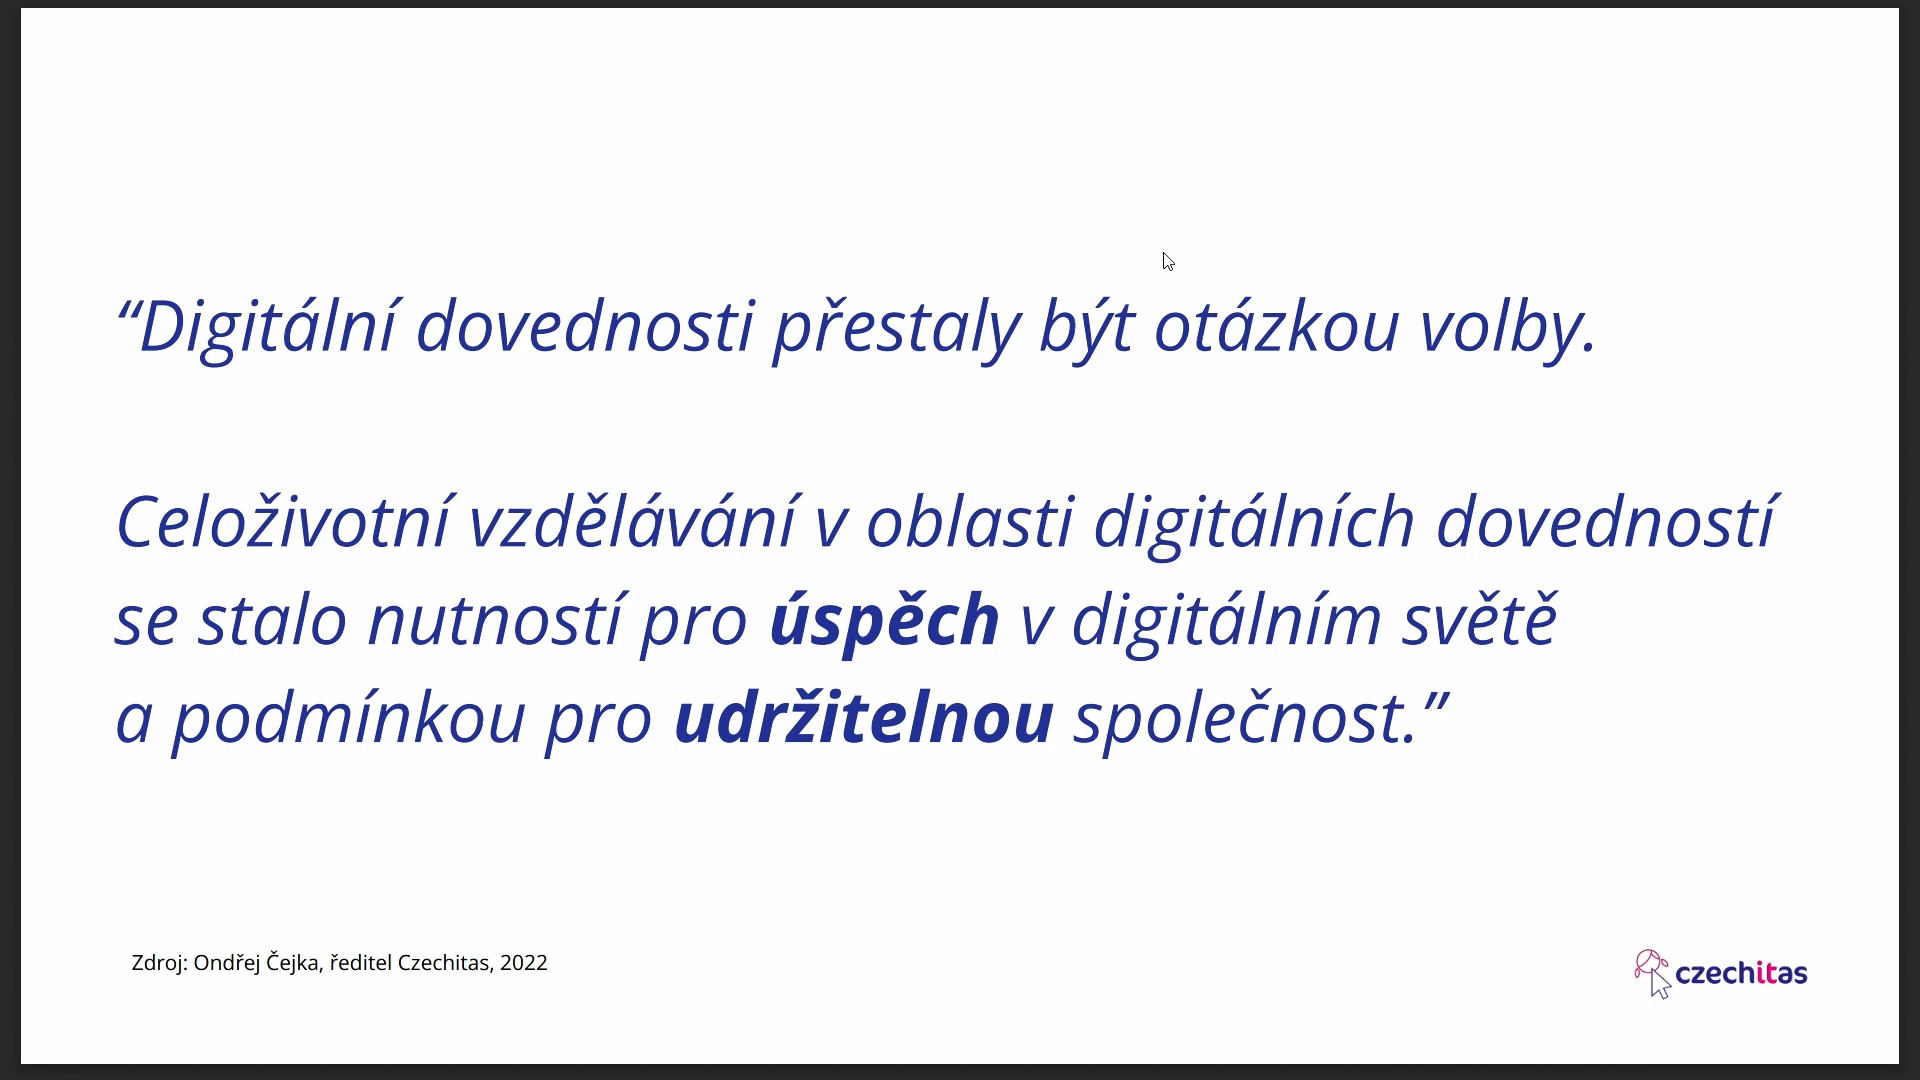 “Digitální dovednosti přestaly být otázkou volby.
Celoživotní vzdělávání v oblasti digitálních dovedností
se stalo nutností pro úspěch v digitálním světě
a podmínkou pro udržitelnou společnost.”
Zdroj: Ondřej Čejka, ředitel Czechitas, 2022
czechitas